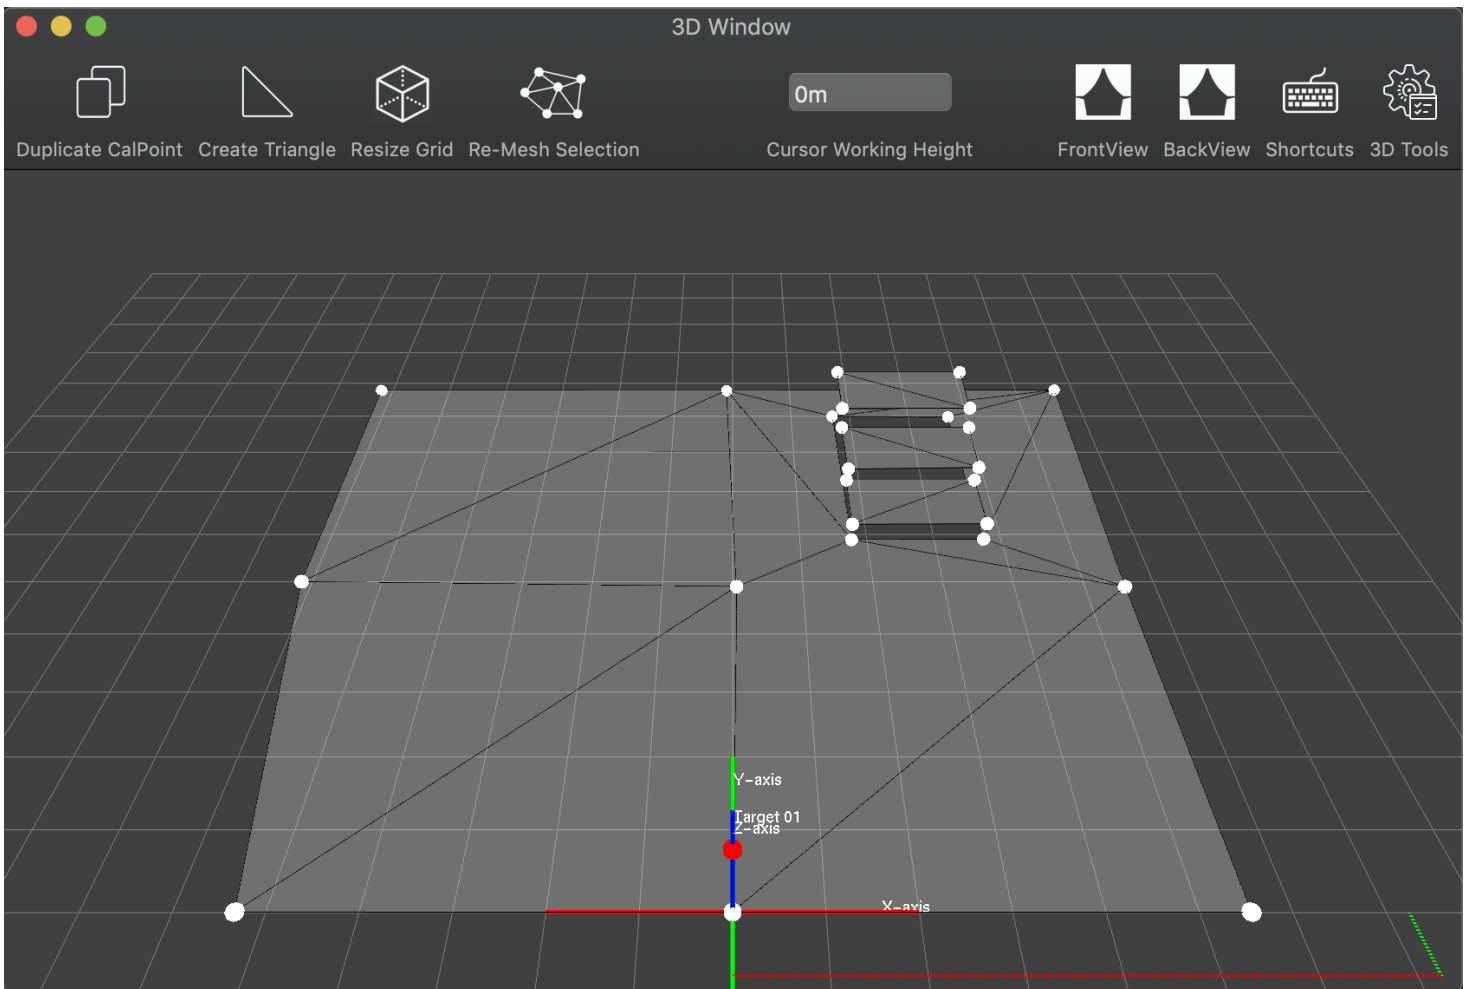 3D Window
0m
Duplicate CalPoint
Create Triangle
Resize Grid
Re-Mesh Selection
Cursor Working Height
FrontView
BackView
Shortcuts
3D Tools
Y-axis
Target 01
Z-axis
X-axis